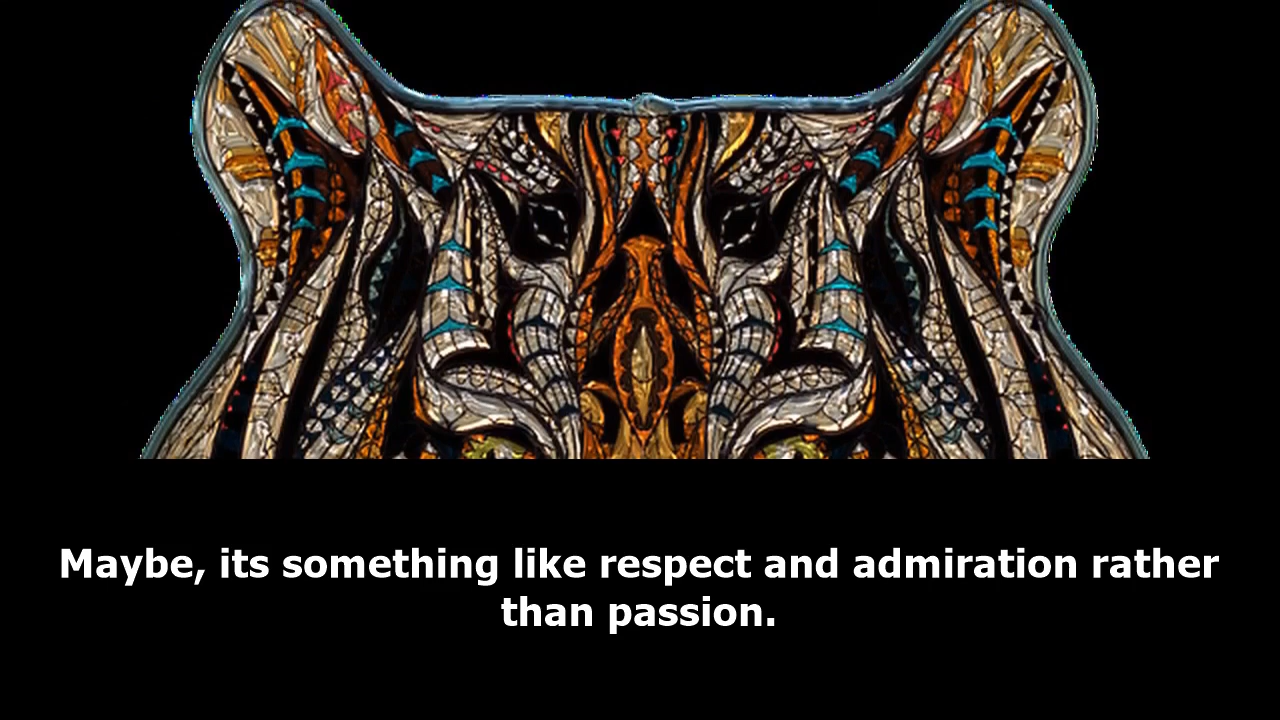 Maybe, its something like respect and admiration rather
than passion.